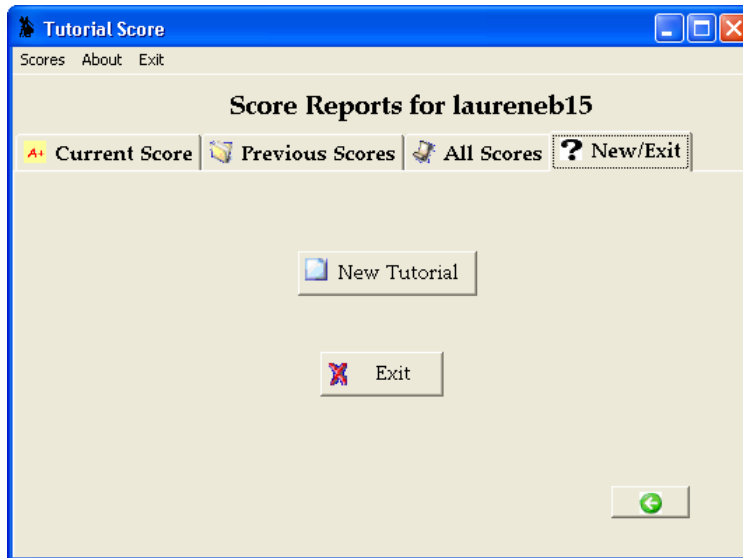 Tutorial Score
Scores About Exit
Score Reports for laureneb15
A+ Current Score Previous Scores All Scores ? New/Exit
New Tutorial
Exit